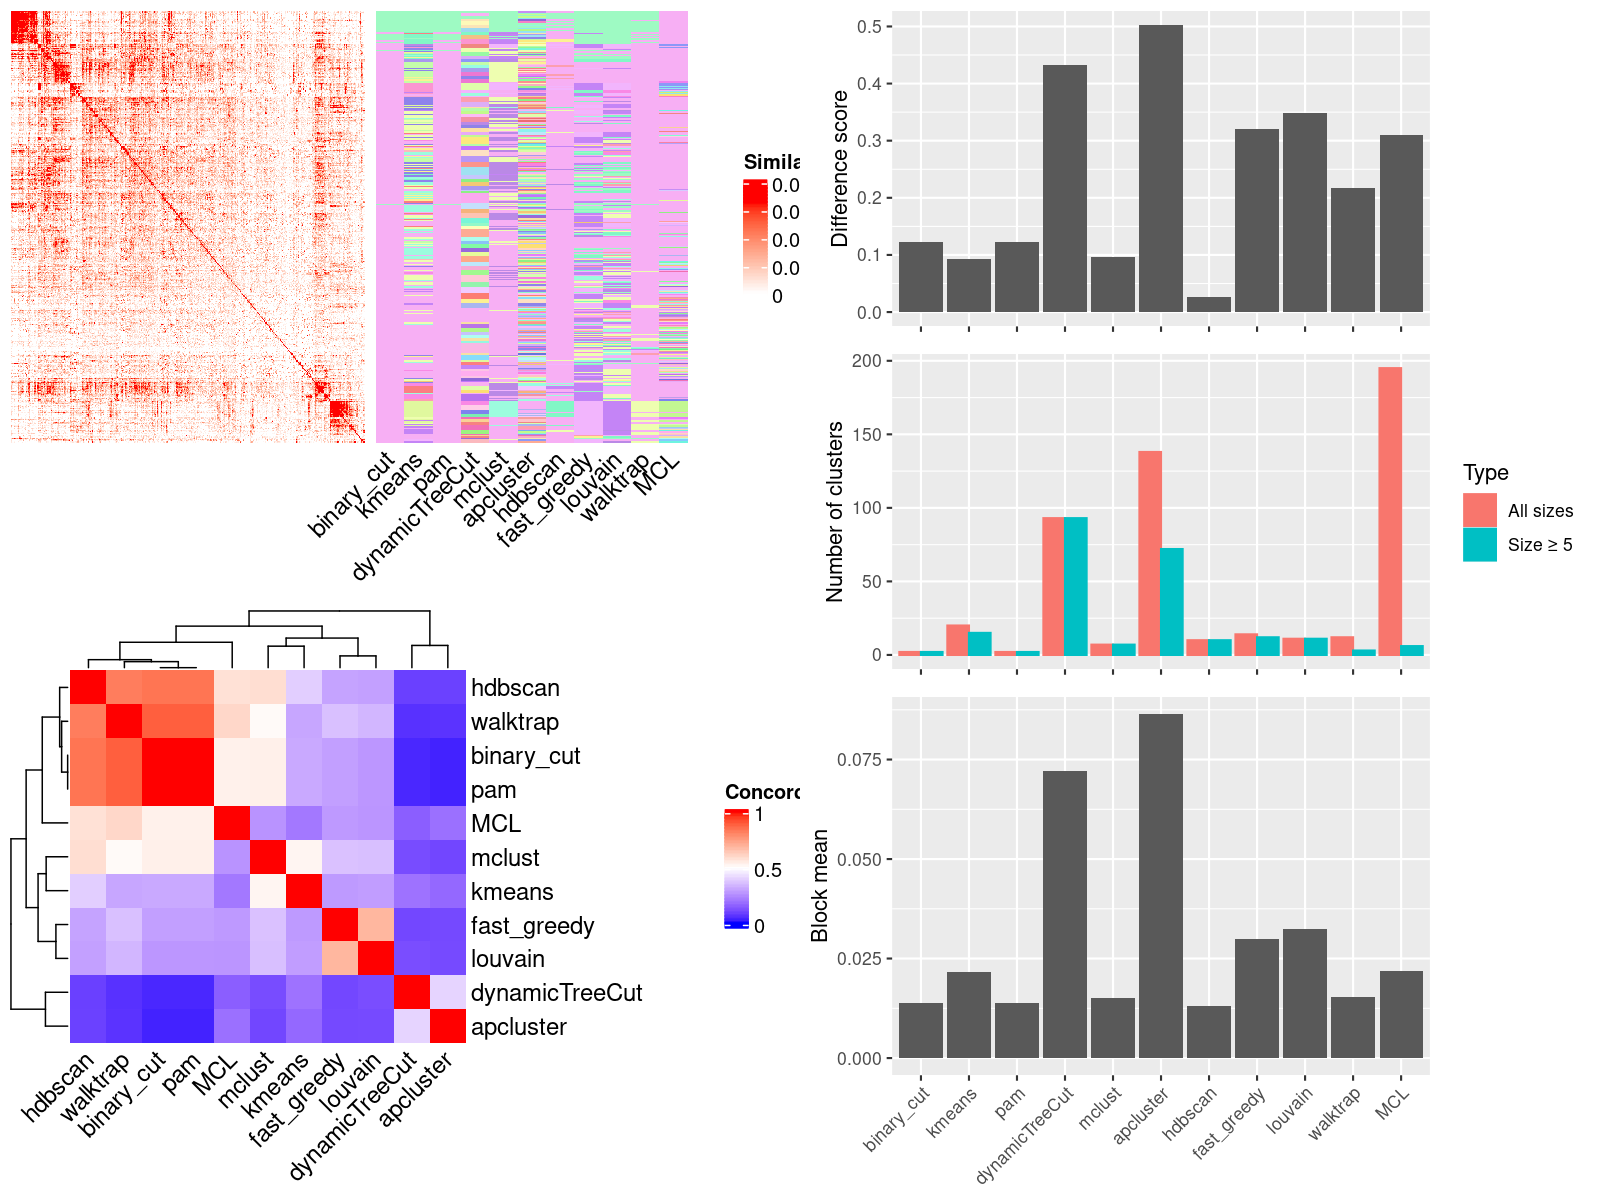 Simila
0.0
0.0
0.0
0.0
0
binary_cut
kmeans
pam
dynamicTreeCut
mclust
apcluster
hdbscan
fast_greedy
louvain
walktrap
MCL
hdbscan
walktrap
binary_cut
pam
MCL
mclust
kmeans
fast_greedy
louvain
dynamicTreeCut
apcluster
hdbscan
walktrap
binary_cut
pam
MCL
mclust
kmeans
fast_greedy
louvain
dynamicTreeCut
apcluster
Concord
1
0.5
0
Difference score
0.5
0.4
0.3
0.2
0.1
0.0
Number of clusters
200
150
100
50
0
Type
All sizes
Size ≥ 5
Block mean
0.075
0.050
0.025
0.000
binary_cut
kmeans
pam
dynamicTreeCut
mclust
apcluster
hdbscan
fast_greedy
louvain
walktrap
MCL